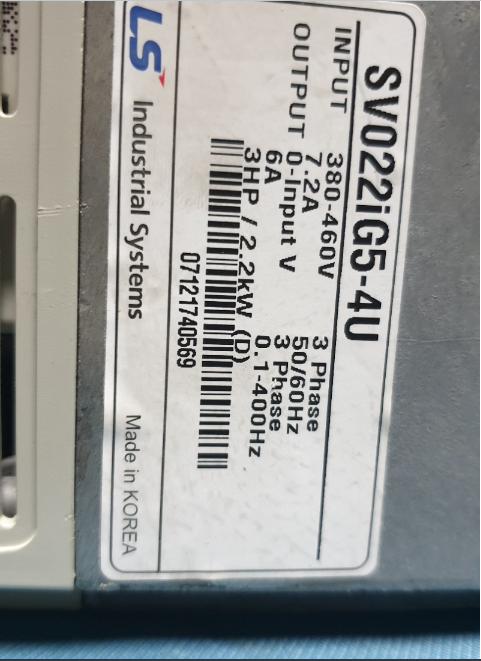 SV022iG5-4U
INPUT 380-460V 3 Phase
7.2A 50/60Hz
OUTPUT 0-Input V 3 Phase
6A 0.1-400Hz
3HP / 2.2kW (D)
07121740569
LS Industrial Systems Made in KOREA